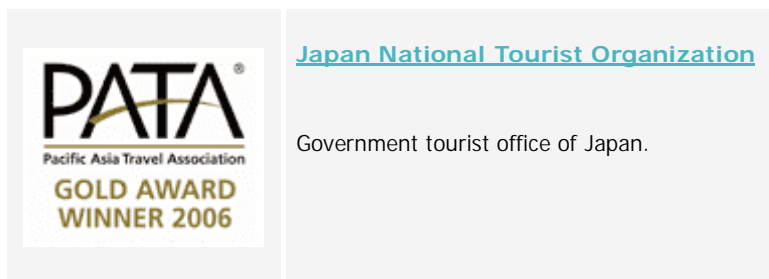 PATA®
Pacific Asia Travel Association
GOLD AWARD
WINNER 2006
Japan National Tourist Organization
Government tourist office of Japan.